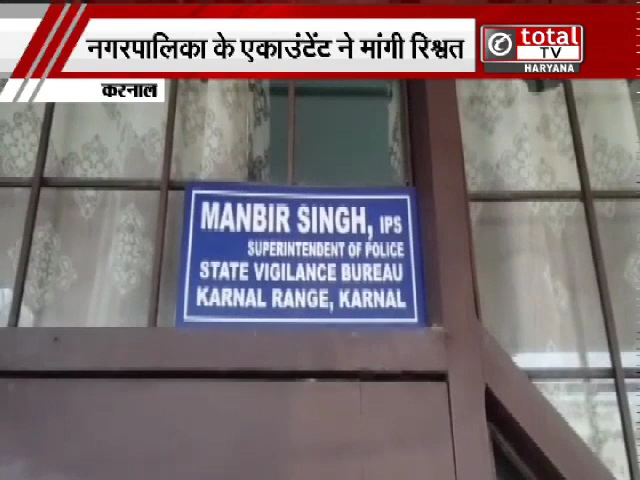 नगरपालिका के एकाउंटेंट ने मांगी रिश्वत
total
TV
HARYANA
करनाल
MANBIR SINGH, IPS
SUPERINTENDENT OF POLICE
STATE VIGILANCE BUREAU
KARNAL RANGE, KARNAL